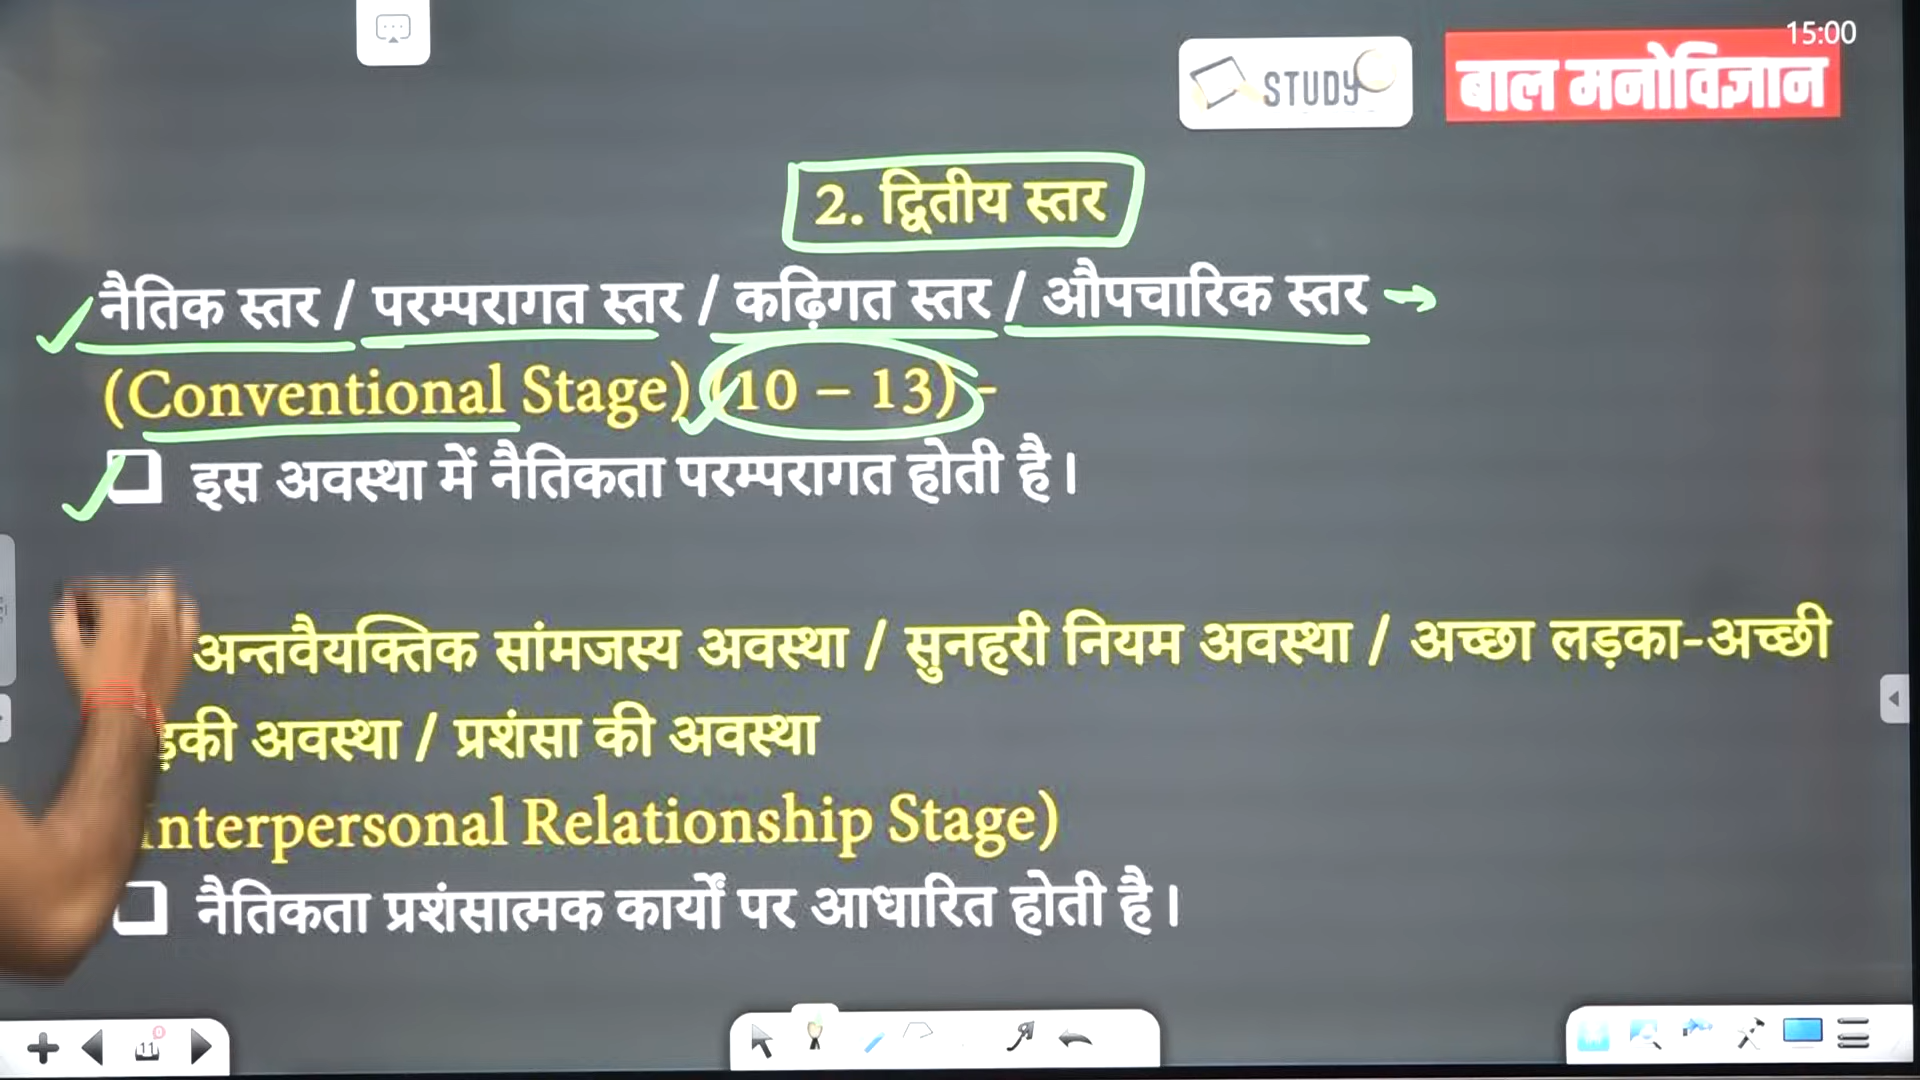 15:00
STUDY
बाल मनोविज्ञान
2. द्वितीय स्तर
नैतिक स्तर / परम्परागत स्तर / कढ़िगत स्तर / औपचारिक स्तर →
(Conventional Stage) (10 – 13) -
❑ इस अवस्था में नैतिकता परम्परागत होती है।
अन्तवैयक्तिक सांमजस्य अवस्था / सुनहरी नियम अवस्था / अच्छा लड़का-अच्छी
ड़की अवस्था / प्रशंसा की अवस्था
nterpersonal Relationship Stage)
❑ नैतिकता प्रशंसात्मक कार्यों पर आधारित होती है।
11